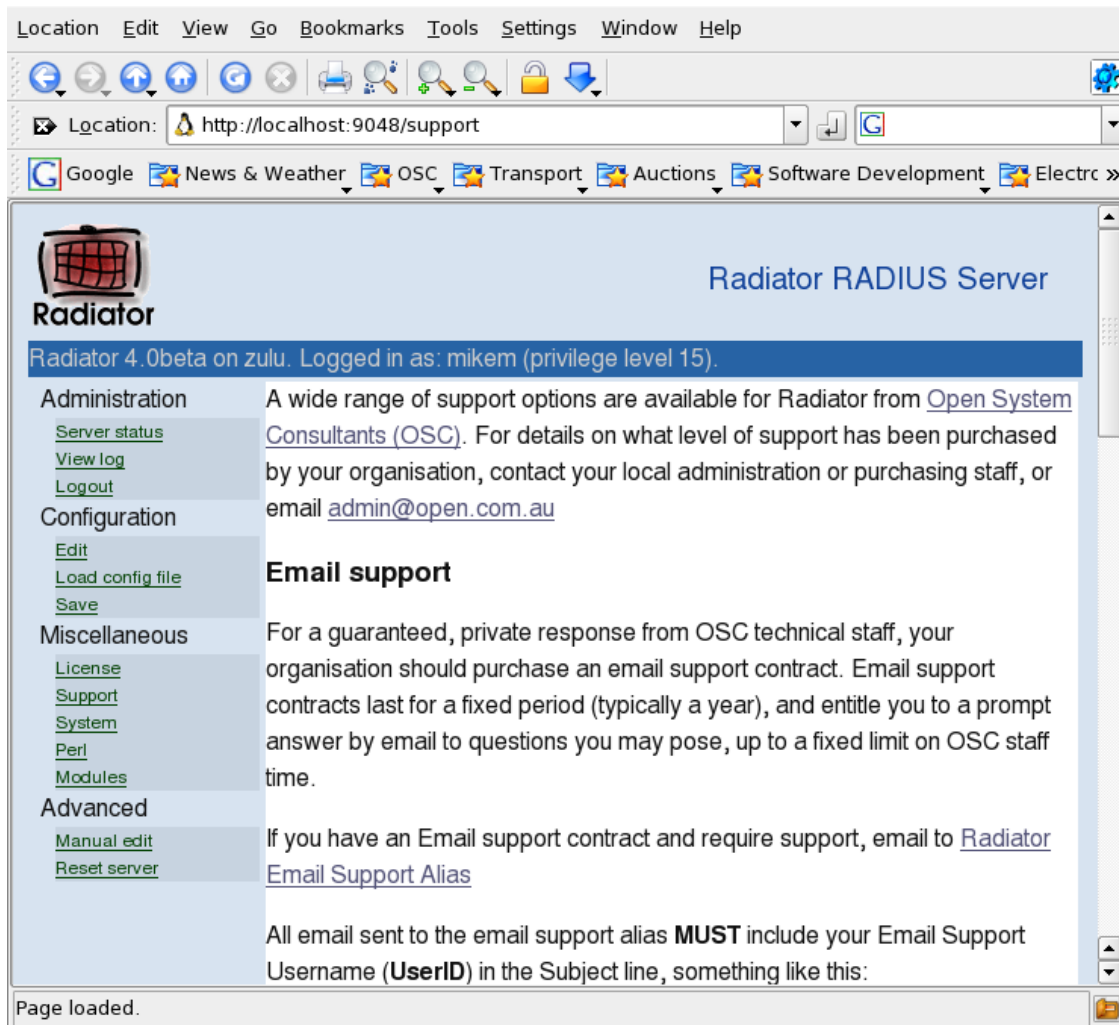 Location Edit View Go Bookmarks Tools Settings Window Help
Location: http://localhost:9048/support
Google News & Weather OSC Transport Auctions Software Development Electrc »
Radiator
Radiator RADIUS Server
Radiator 4.0beta on zulu. Logged in as: mikem (privilege level 15).
Administration
Server status
View log
Logout
Configuration
Edit
Load config file
Save
Miscellaneous
License
Support
System
Perl
Modules
Advanced
Manual edit
Reset server
A wide range of support options are available for Radiator from Open System
Consultants (OSC). For details on what level of support has been purchased
by your organisation, contact your local administration or purchasing staff, or
email admin@open.com.au
Email support
For a guaranteed, private response from OSC technical staff, your
organisation should purchase an email support contract. Email support
contracts last for a fixed period (typically a year), and entitle you to a prompt
answer by email to questions you may pose, up to a fixed limit on OSC staff
time.
If you have an Email support contract and require support, email to Radiator
Email Support Alias
All email sent to the email support alias MUST include your Email Support
Username (UserID) in the Subject line, something like this:
Page loaded.